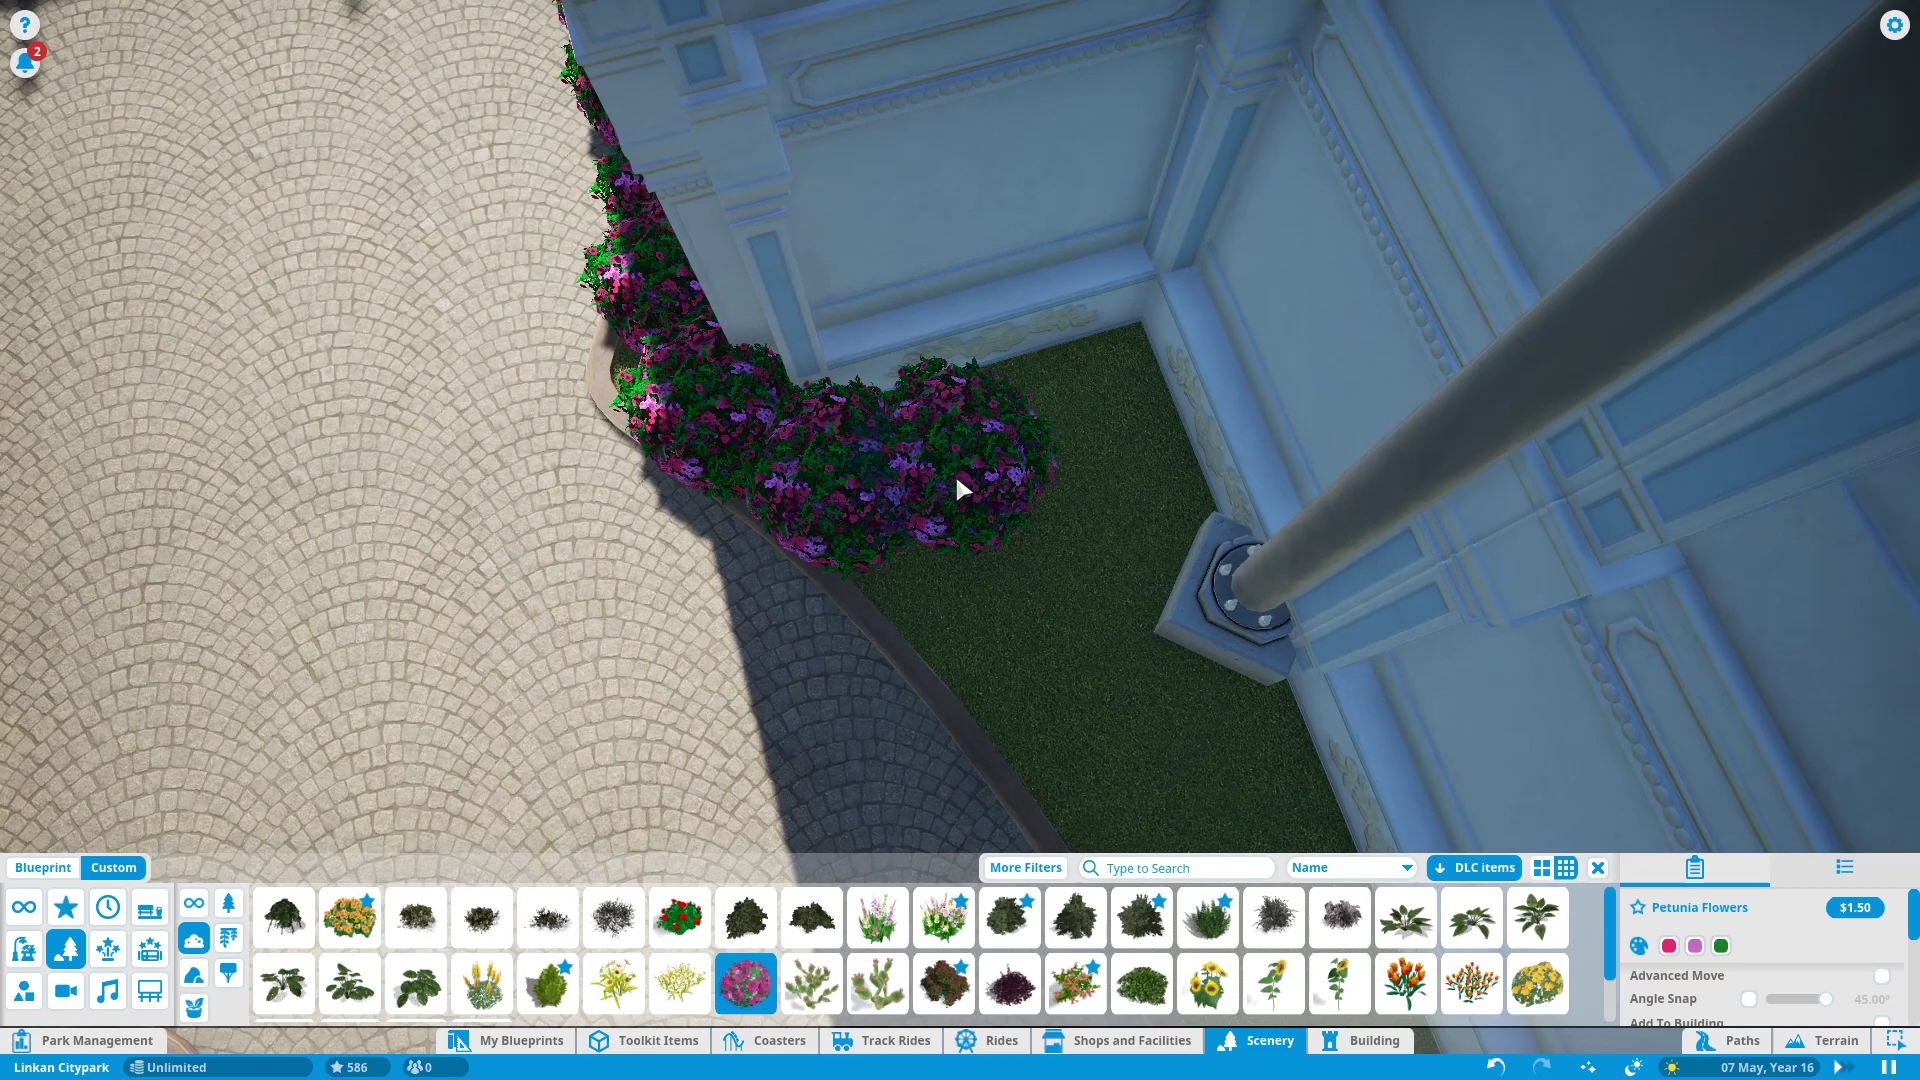 ?
2
Blueprint
Custom
More Filters
Type to Search
Name
DLC items
Petunia Flowers
$1.50
Advanced Move
Angle Snap
45.00°
Add To Building
Park Management
My Blueprints
Toolkit Items
Coasters
Track Rides
Rides
Shops and Facilities
Scenery
Building
Paths
Terrain
Linkan Citypark
Unlimited
586
0
07 May, Year 16